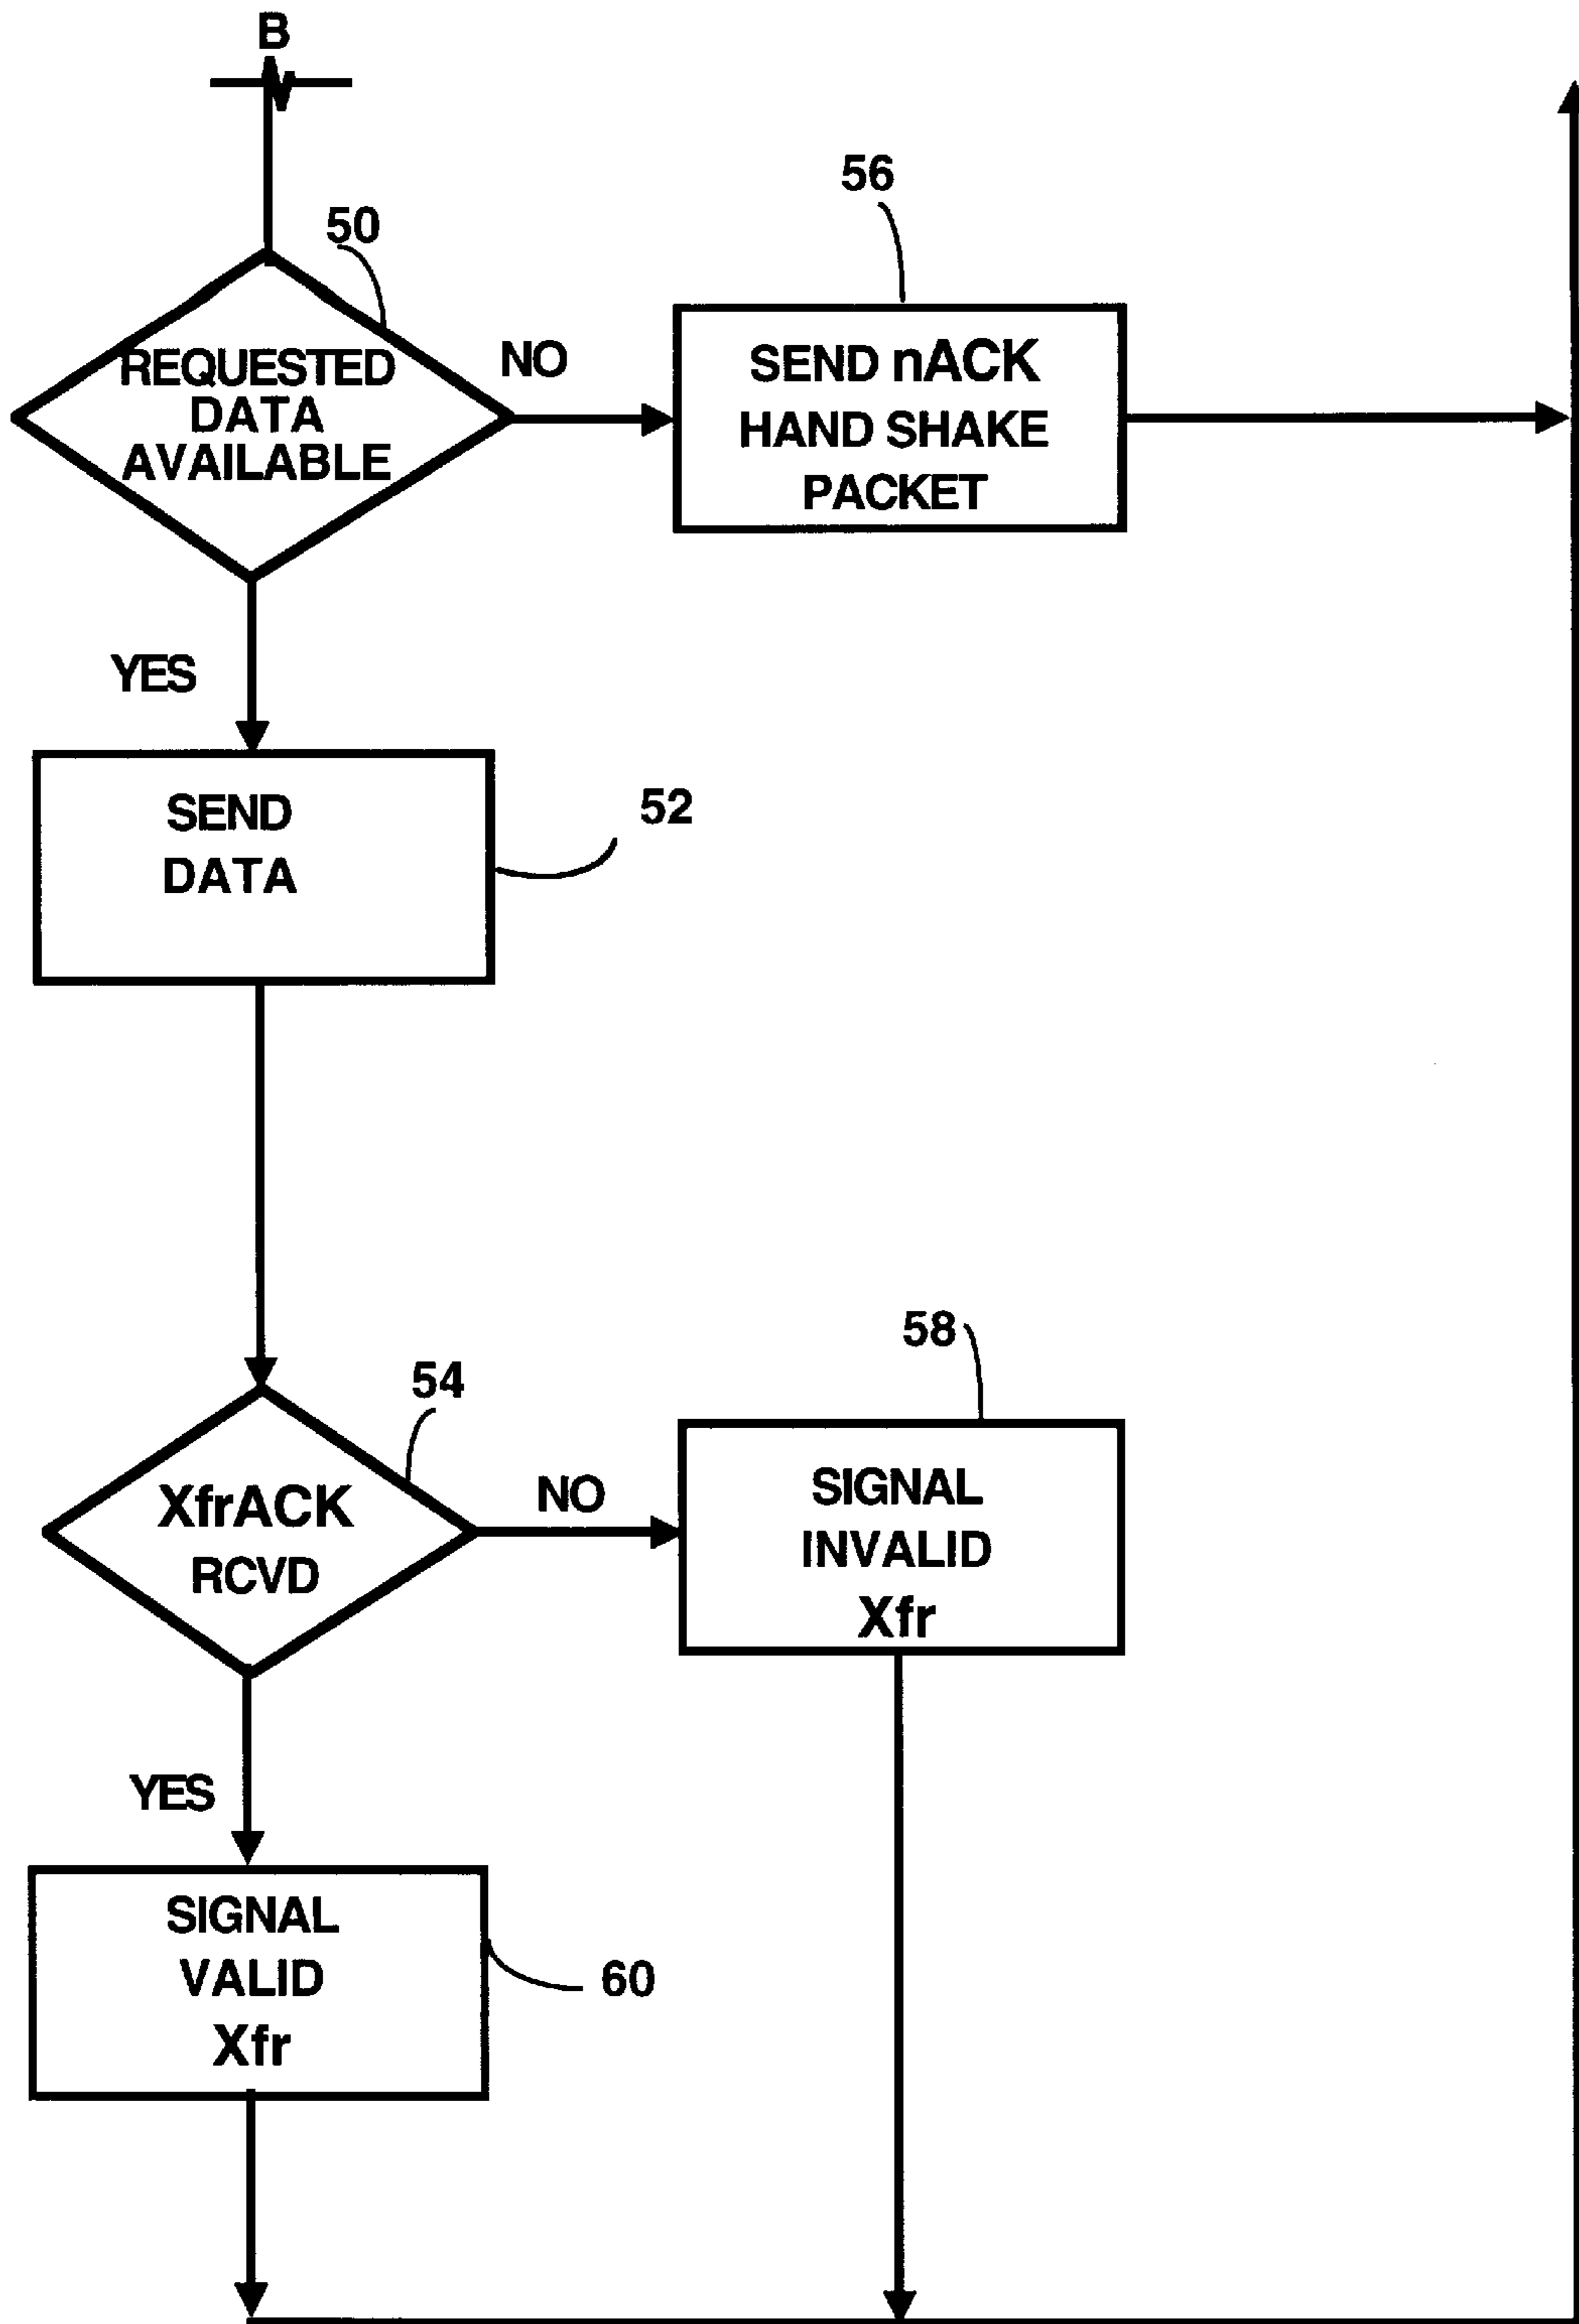 B
56
50
REQUESTED
DATA
AVAILABLE
NO
SEND nACK
HAND SHAKE
PACKET
YES
SEND
DATA
52
58
54
XfrACK
RCVD
NO
SIGNAL
INVALID
Xfr
YES
SIGNAL
VALID
Xfr
60